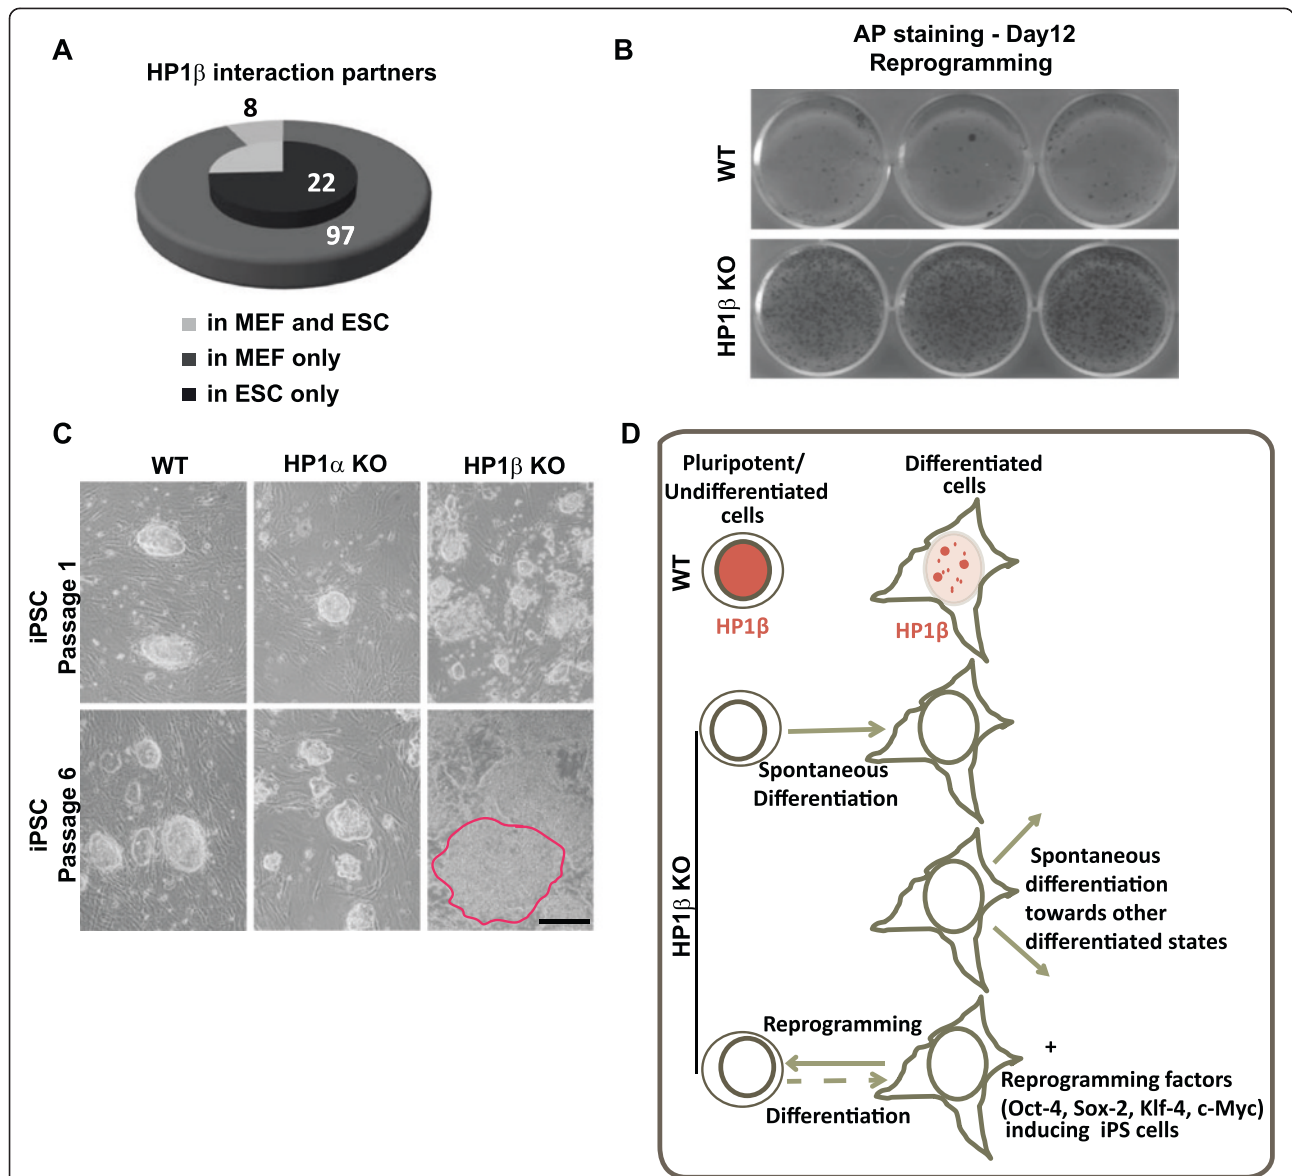 A
HP1β interaction partners
8
22
97
in MEF and ESC
in MEF only
in ESC only
B
AP staining - Day12
Reprogramming
WT
HP1β KO
C
WT
HP1α KO
HP1β KO
iPSC
Passage 1
iPSC
Passage 6
D
Pluripotent/
Undifferentiated
cells
Differentiated
cells
WT
HP1β
HP1β
HP1β KO
Spontaneous
Differentiation
Spontaneous
differentiation
towards other
differentiated states
Reprogramming
Differentiation
+
Reprogramming factors
(Oct-4, Sox-2, Klf-4, c-Myc)
inducing iPS cells